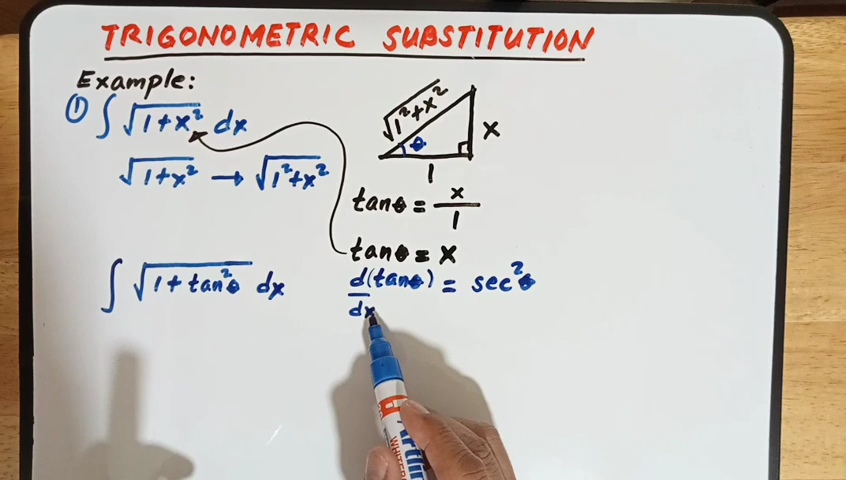 TRIGONOMETRIC SUBSTITUTION
Example:
① ∫ √(1+x²) dx
√(1+x²) → √(1²+x²)
√(1²+x²)
θ
x
1
tanθ = x/1
tanθ = x
∫ √(1+tan²θ) dx
d/dx (tanθ) = sec²θ